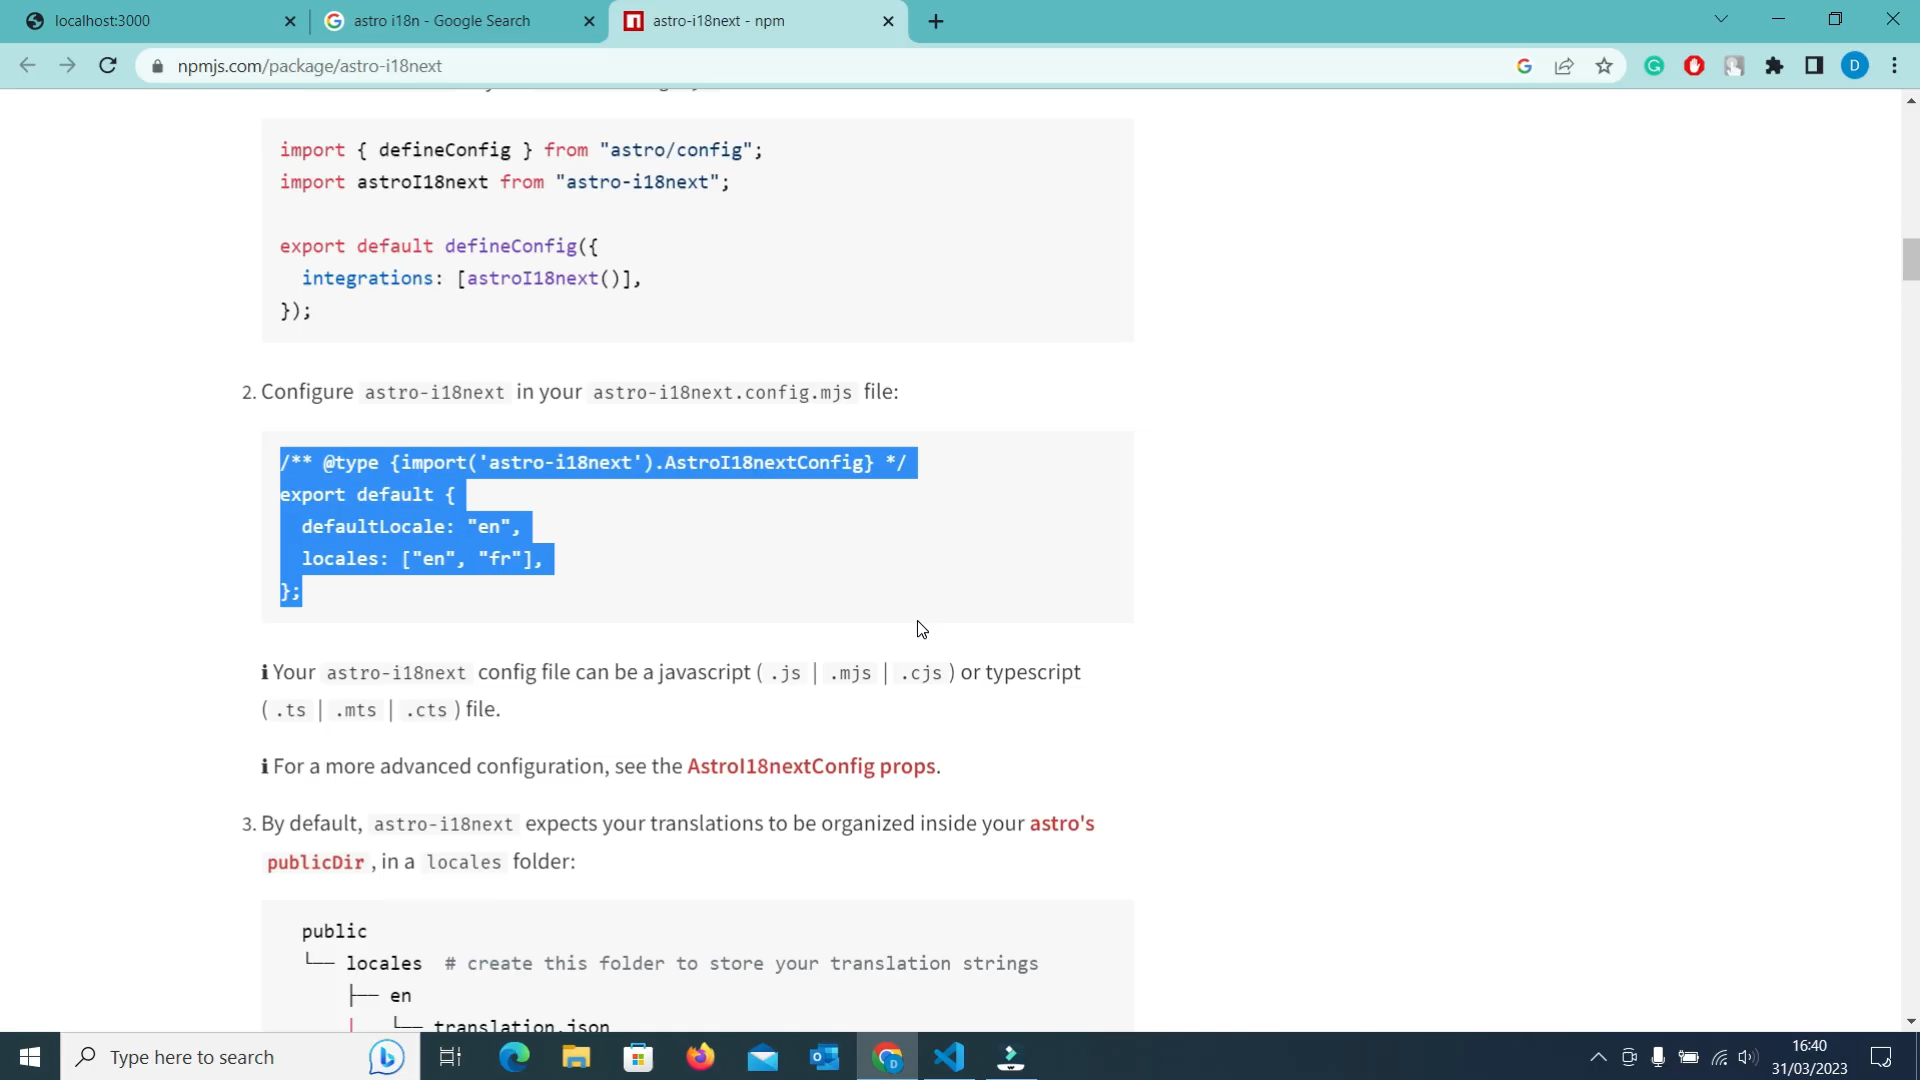 localhost:3000
astro i18n - Google Search
astro-i18next - npm
npmjs.com/package/astro-i18next
D
import { defineConfig } from "astro/config";
import astroI18next from "astro-i18next";
export default defineConfig({
integrations: [astroI18next()],
});
2. Configure astro-i18next in your astro-i18next.config.mjs file:
/** @type {import('astro-i18next').AstroI18nextConfig} */
export default {
defaultLocale: "en",
locales: ["en", "fr"],
};
ℹ Your astro-i18next config file can be a javascript ( .js | .mjs | .cjs ) or typescript
( .ts | .mts | .cts ) file.
ℹ For a more advanced configuration, see the AstroI18nextConfig props.
3. By default, astro-i18next expects your translations to be organized inside your astro's
publicDir , in a locales folder:
public
└── locales # create this folder to store your translation strings
├── en
│ └── translation.json
Type here to search
16:40
31/03/2023